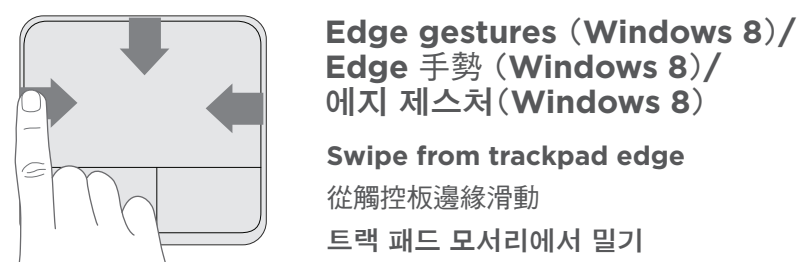 Edge gestures (Windows 8)/
Edge 手勢 (Windows 8)/
에지 제스처(Windows 8)
Swipe from trackpad edge
從觸控板邊緣滑動
트랙 패드 모서리에서 밀기